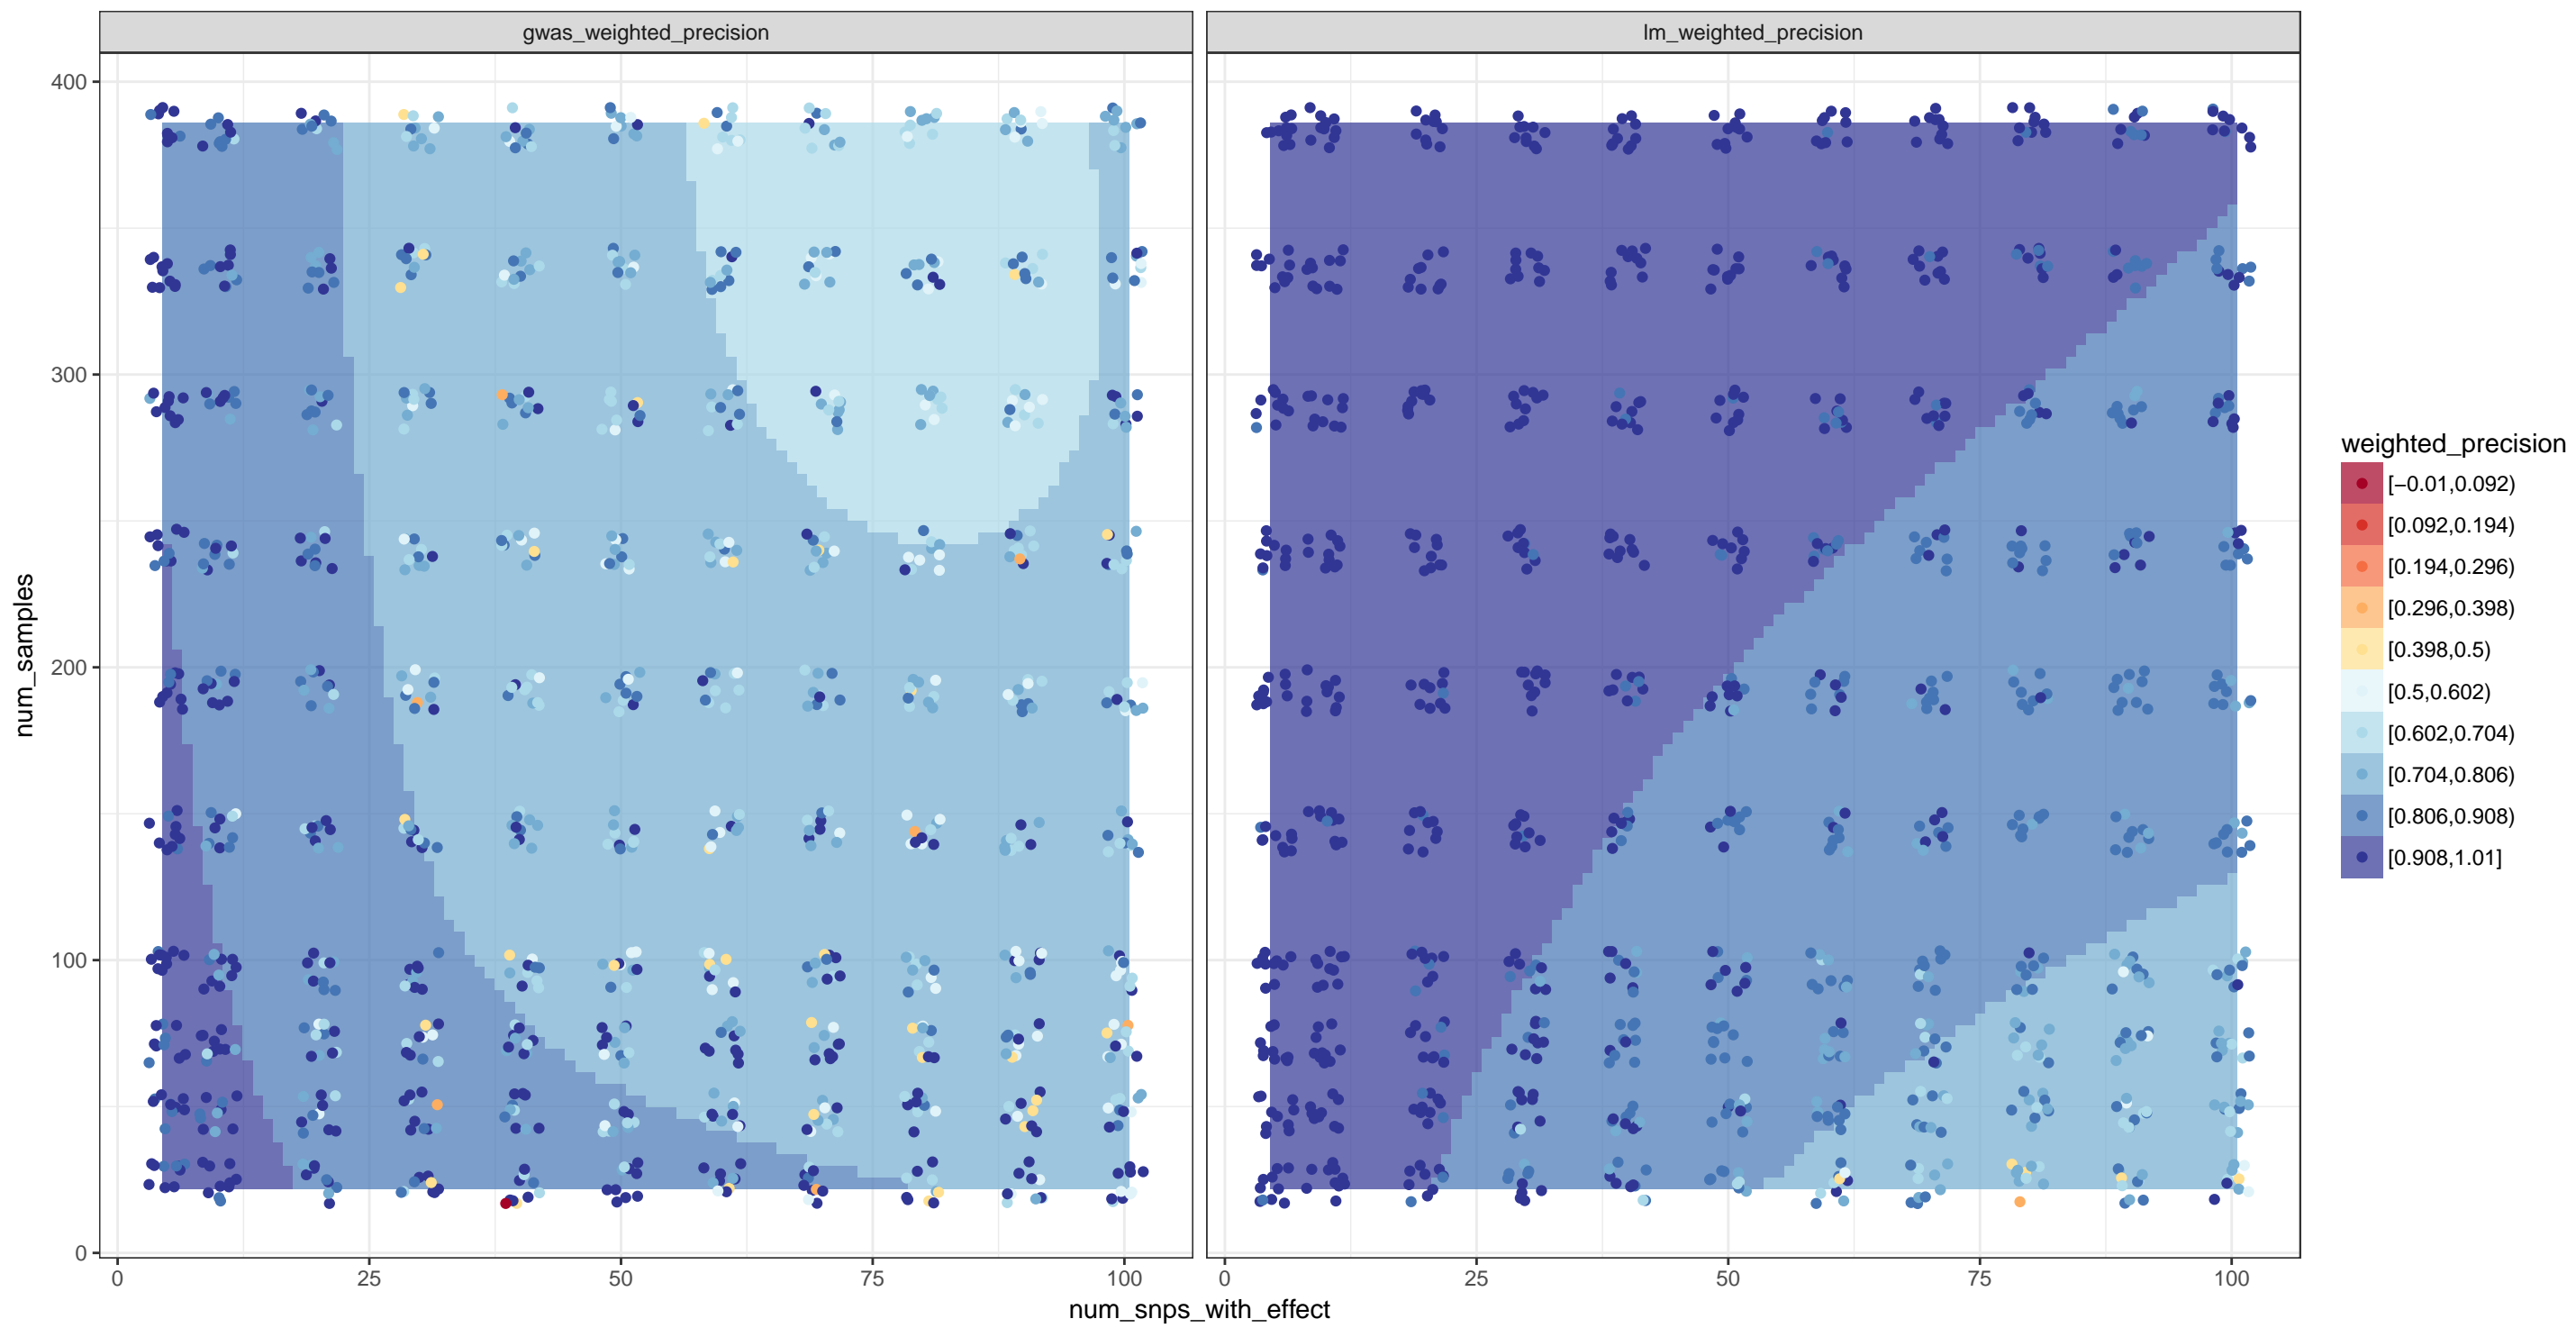 gwas_weighted_precision
lm_weighted_precision
400
300
200
100
0
num_samples
0 25 50 75 100
0 25 50 75 100
num_snps_with_effect
weighted_precision
[−0.01,0.092)
[0.092,0.194)
[0.194,0.296)
[0.296,0.398)
[0.398,0.5)
[0.5,0.602)
[0.602,0.704)
[0.704,0.806)
[0.806,0.908)
[0.908,1.01]